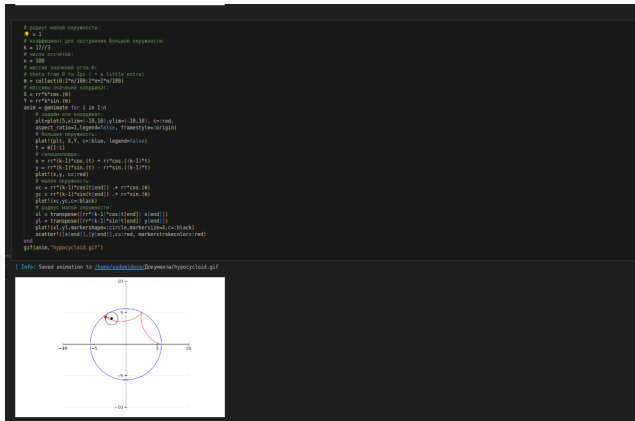 # радиус малой окружности:
= 1
# коэффициент для построения большой окружности:
k = 17//3
# число отсчётов:
n = 100
# массив значений угла θ:
# theta from 0 to 2pi ( + a little extra)
θ = collect(0:2*π/100:2*π+2*π/100)
# массивы значений координат:
X = rr*k*cos.(θ)
Y = rr*k*sin.(θ)
anim = @animate for i in 1:n
# задаём оси координат:
plt=plot(5,xlim=(-10,10),ylim=(-10,10), c=:red,
aspect_ratio=1,legend=false, framestyle=:origin)
# большая окружность:
plot!(plt, X,Y, c=:blue, legend=false)
t = θ[1:i]
# гипоциклоида:
x = rr*(k-1)*cos.(t) + rr*cos.((k-1)*t)
y = rr*(k-1)*sin.(t) - rr*sin.((k-1)*t)
plot!(x,y, c=:red)
# малая окружность:
xc = rr*(k-1)*cos(t[end]) .+ rr*cos.(θ)
yc = rr*(k-1)*sin(t[end]) .+ rr*sin.(θ)
plot!(xc,yc,c=:black)
# радиус малой окружности:
xl = transpose([rr*(k-1)*cos(t[end]) x[end]])
yl = transpose([rr*(k-1)*sin(t[end]) y[end]])
plot!(xl,yl,markershape=:circle,markersize=4,c=:black)
scatter!([x[end]],[y[end]],c=:red, markerstrokecolor=:red)
end
gif(anim,"hypocycloid.gif")
[ Info: Saved animation to /home/sademidova/Документы/hypocycloid.gif
10
5
-10 -5 5 10
-5
-10